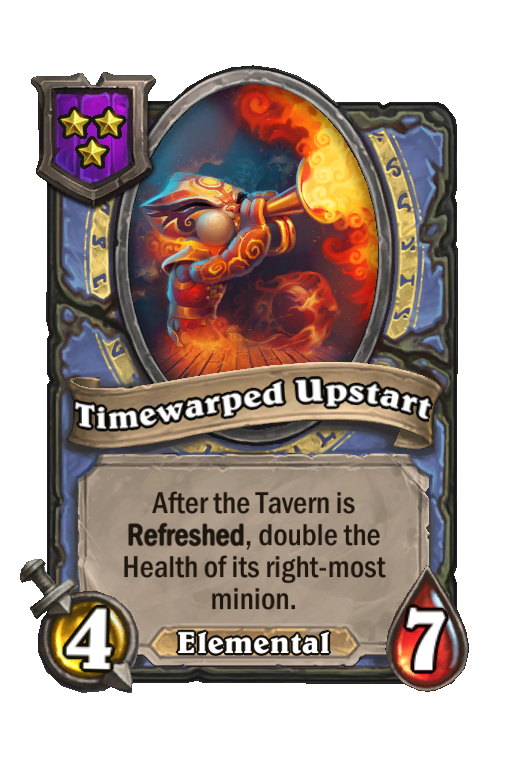 Timewarped Upstart
After the Tavern is
Refreshed, double the
Health of its right-most
minion.
4
Elemental
7